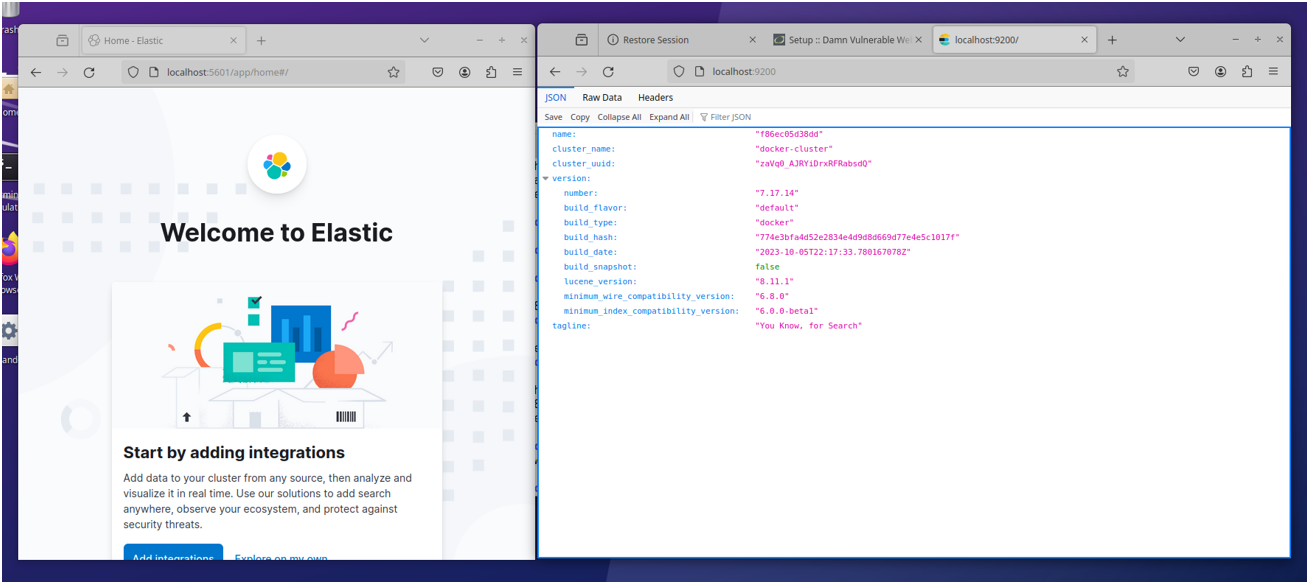 Home - Elastic
localhost:5601/app/home#/
Welcome to Elastic
Start by adding integrations
Add data to your cluster from any source, then analyze and
visualize it in real time. Use our solutions to add search
anywhere, observe your ecosystem, and protect against
security threats.
Add integrations Explore on my own
Restore Session
Setup :: Damn Vulnerable We
localhost:9200/
localhost:9200
JSON Raw Data Headers
Save Copy Collapse All Expand All Filter JSON
name: "f86ec05d38dd"
cluster_name: "docker-cluster"
cluster_uuid: "zaVq0_AJRYiDrxRFRabsdQ"
version:
number: "7.17.14"
build_flavor: "default"
build_type: "docker"
build_hash: "774e3bfa4d52e2834e4d9d8d669d77e4e5c1017f"
build_date: "2023-10-05T22:17:33.780167078Z"
build_snapshot: false
lucene_version: "8.11.1"
minimum_wire_compatibility_version: "6.8.0"
minimum_index_compatibility_version: "6.0.0-beta1"
tagline: "You Know, for Search"